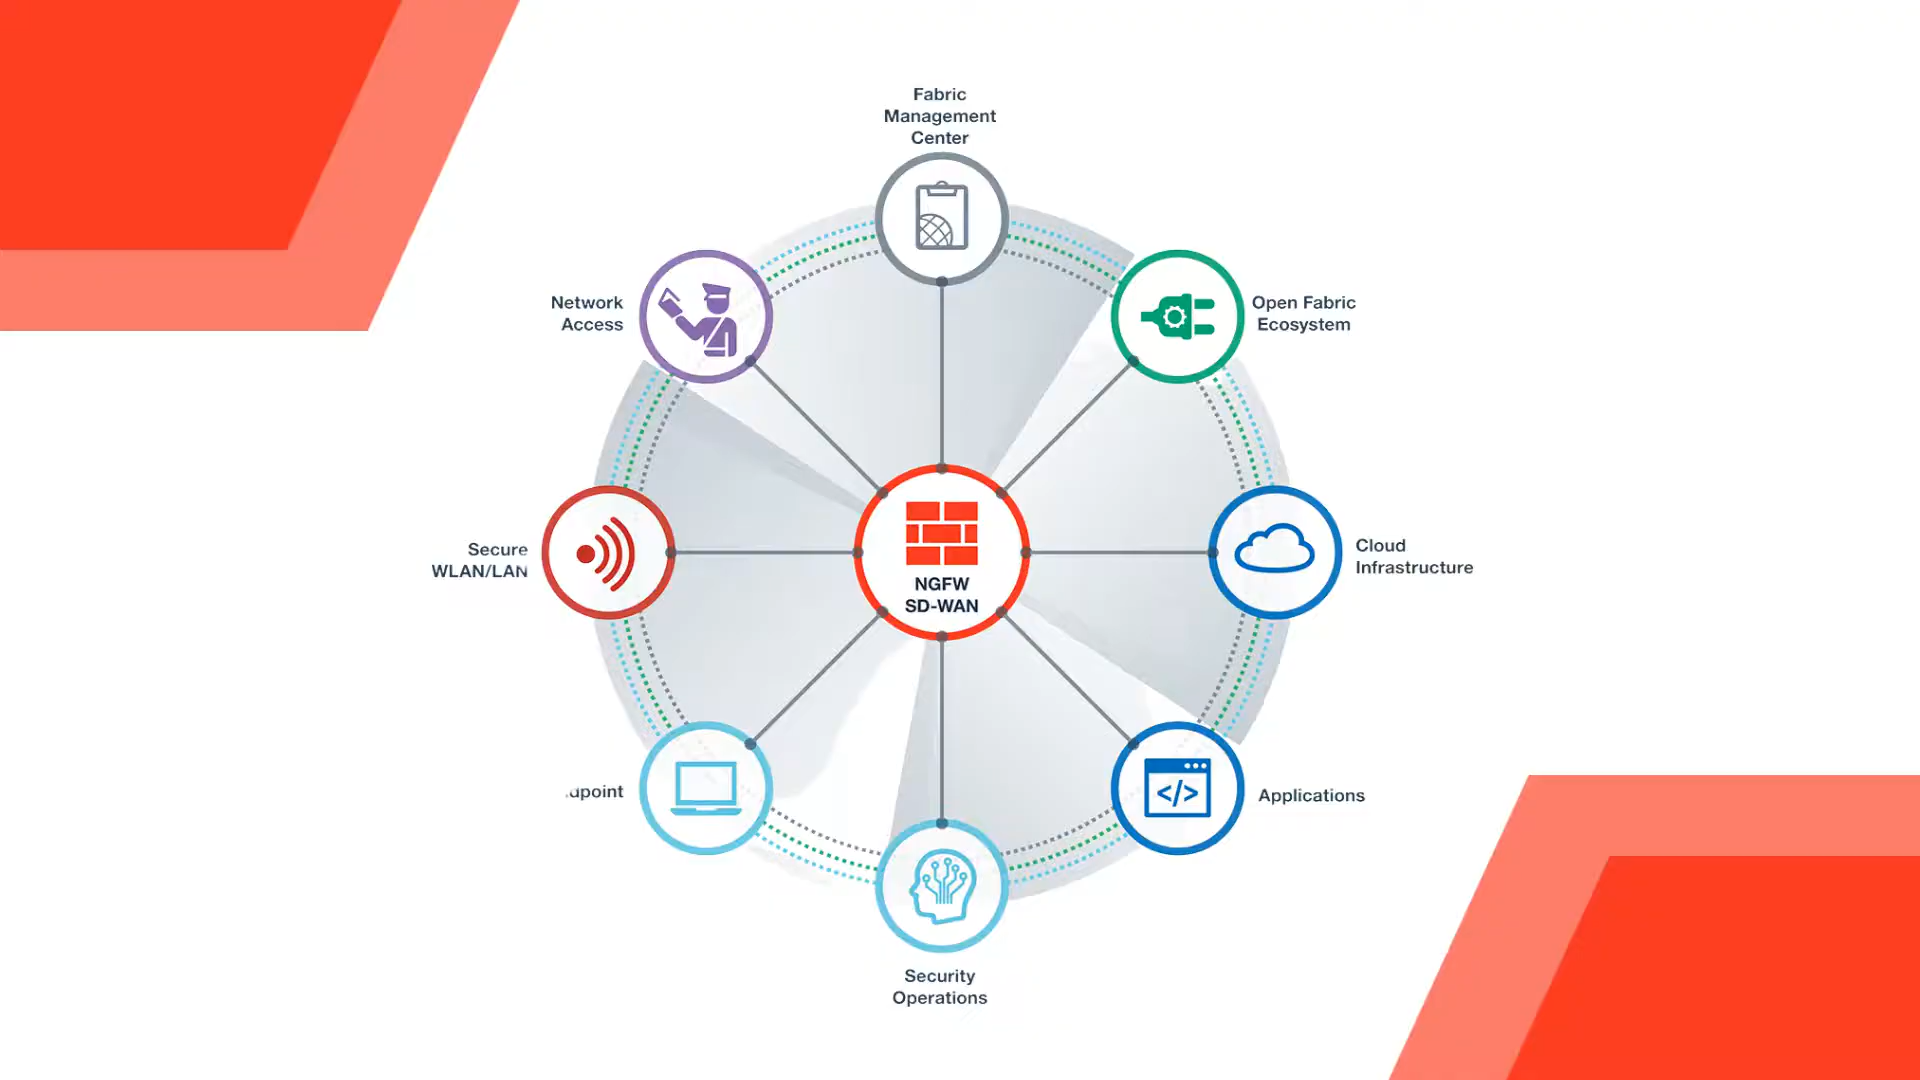 Fabric
Management
Center
Network
Access
Open Fabric
Ecosystem
Secure
WLAN/LAN
NGFW
SD-WAN
Cloud
Infrastructure
Applications
</>
Security
Operations